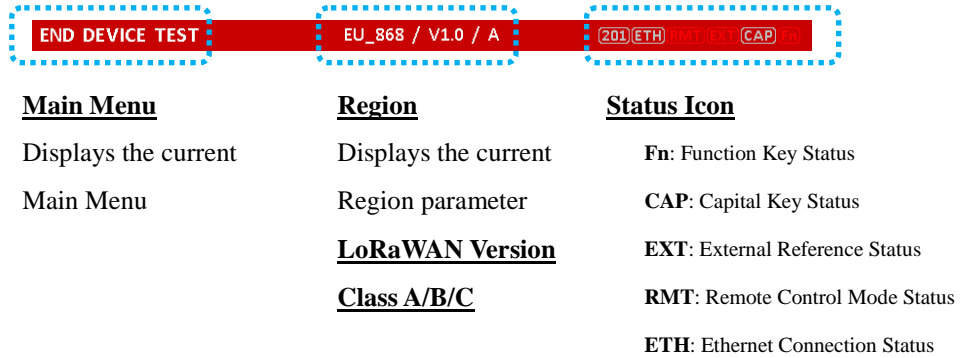 END DEVICE TEST EU_868 / V1.0 / A 201 ETH RMT EXT CAP Fn
Main Menu
Displays the current
Main Menu
Region
Displays the current
Region parameter
LoRaWAN Version
Class A/B/C
Status Icon
Fn: Function Key Status
CAP: Capital Key Status
EXT: External Reference Status
RMT: Remote Control Mode Status
ETH: Ethernet Connection Status